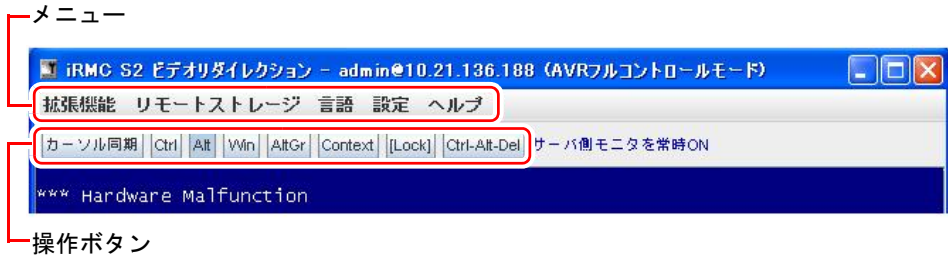 メニュー
iRMC S2 ビデオリダイレクション - admin@10.21.136.188 (AVRフルコントロールモード)
拡張機能 リモートストレージ 言語 設定 ヘルプ
カーソル同期 Ctrl Alt Win AltGr Context [Lock] Ctrl-Alt-Del サーバ側モニタを常時ON
*** Hardware Malfunction
操作ボタン